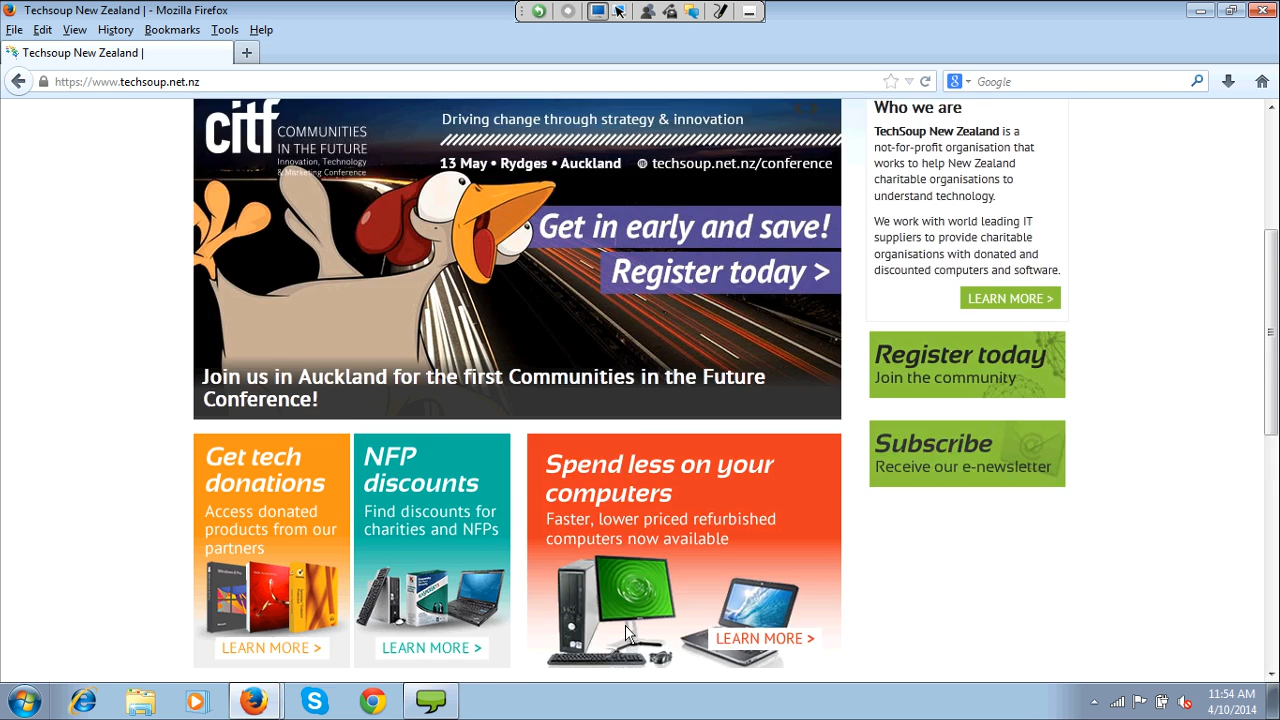 Techsoup New Zealand | - Mozilla Firefox
File Edit View History Bookmarks Tools Help
Techsoup New Zealand |
https://www.techsoup.net.nz
Google
citf
COMMUNITIES
IN THE FUTURE
Innovation, Technology
& Marketing Conference
Driving change through strategy & innovation
13 May • Rydges • Auckland
techsoup.net.nz/conference
Get in early and save!
Register today >
Join us in Auckland for the first Communities in the Future
Conference!
Who we are
TechSoup New Zealand is a
not-for-profit organisation that
works to help New Zealand
charitable organisations to
understand technology.
We work with world leading IT
suppliers to provide charitable
organisations with donated and
discounted computers and software.
LEARN MORE >
Register today
Join the community
Subscribe
Receive our e-newsletter
Get tech
donations
Access donated
products from our
partners
LEARN MORE >
NFP
discounts
Find discounts for
charities and NFPs
LEARN MORE >
Spend less on your
computers
Faster, lower priced refurbished
computers now available
LEARN MORE >
11:54 AM
4/10/2014